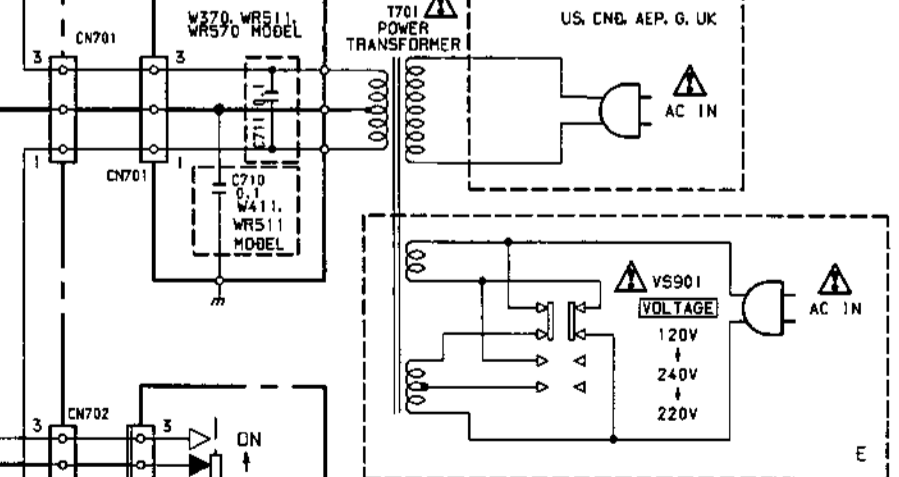 W370. WR511.
WR570 MODEL
T701
POWER
TRANSFORMER
US, CND, AEP, G, UK
CN701
3
3
AC IN
C711
1
1
CN701
C710
0.1
W411.
WR511
MODEL
VS901
VOLTAGE
120V
240V
220V
AC IN
CN702
3
3
ON
E